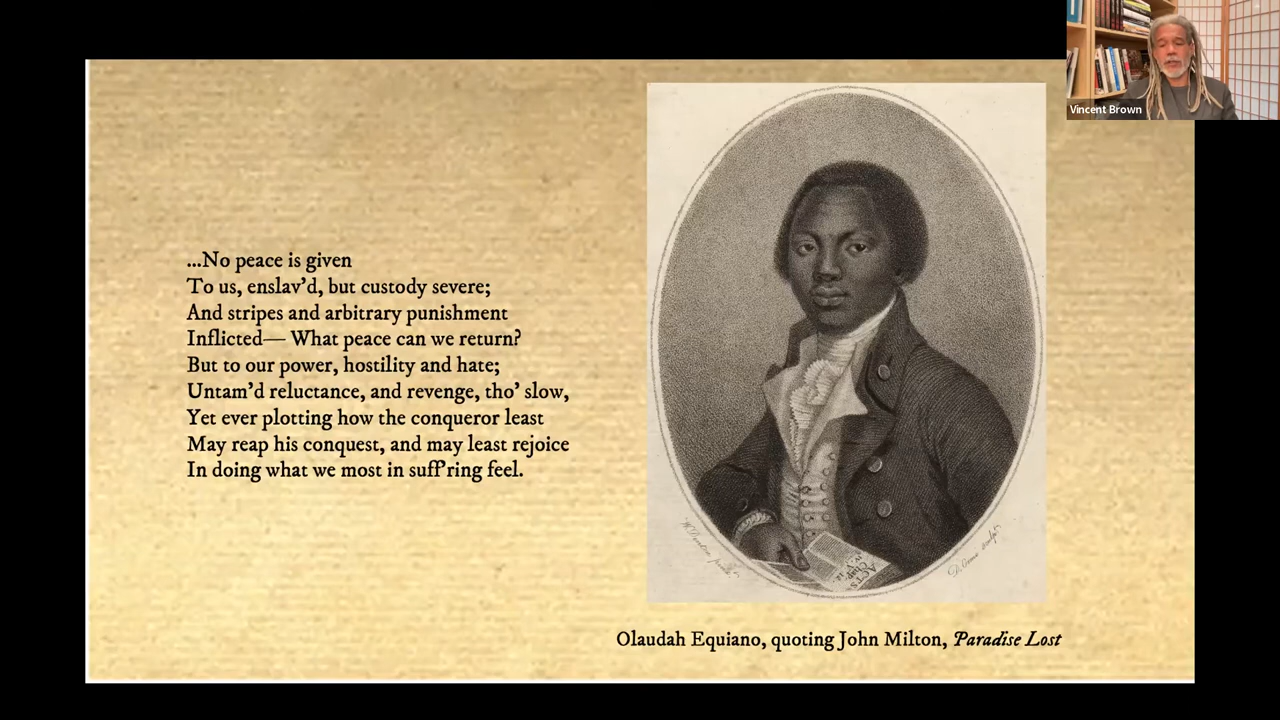 Vincent Brown
...No peace is given
To us, enslav'd, but custody severe;
And stripes and arbitrary punishment
Inflicted— What peace can we return?
But to our power, hostility and hate;
Untam'd reluctance, and revenge, tho' slow,
Yet ever plotting how the conqueror least
May reap his conquest, and may least rejoice
In doing what we most in suff'ring feel.
ACTS
Olaudah Equiano, quoting John Milton, Paradise Lost